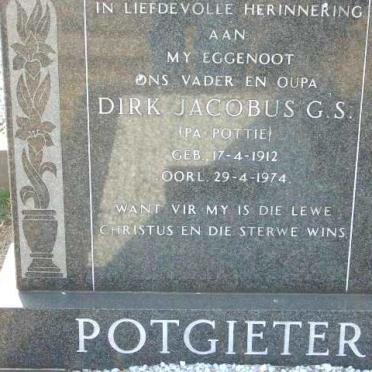 IN LIEFDEVOLLE HERINNERING
AAN
MY EGGENOOT
ONS VADER EN OUPA
DIRK JACOBUS G.S.
(PA POTTIE)
GEB. 17-4-1912
OORL. 29-4-1974.
WANT VIR MY IS DIE LEWE
CHRISTUS EN DIE STERWE WINS.
POTGIETER